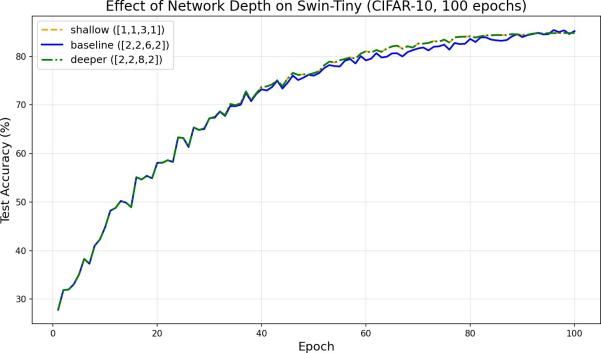 Effect of Network Depth on Swin-Tiny (CIFAR-10, 100 epochs)
shallow ([1,1,3,1])
baseline ([2,2,6,2])
deeper ([2,2,8,2])
Test Accuracy (%)
80
70
60
50
40
30
0 20 40 60 80 100
Epoch